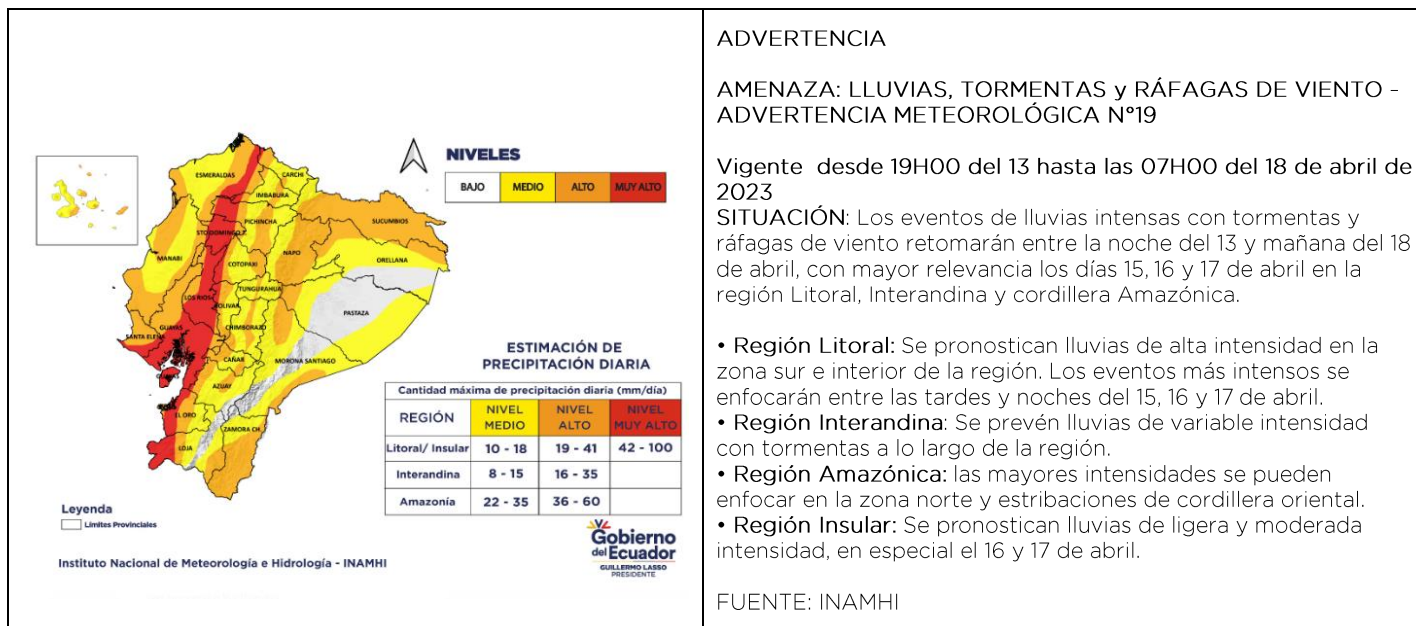 ESMERALDAS
CARCHI
IMBABURA
PICHINCHA
SUCUMBIOS
STO DOMINGO T.
MANABI
COTOPAXI
NAPO
ORELLANA
TUNGURAHUA
LOS RIOS
BOLIVAR
PASTAZA
GUAYAS
CHIMBORAZO
SANTA ELENA
CAÑAR
MORONA SANTIAGO
GUAYAS
AZUAY
EL ORO
ZAMORA CH.
LOJA
NIVELES
BAJO MEDIO ALTO MUY ALTO
ESTIMACIÓN DE
PRECIPITACIÓN DIARIA
Cantidad máxima de precipitación diaria (mm/día)
REGIÓN NIVEL MEDIO NIVEL ALTO NIVEL MUY ALTO
Litoral/ Insular 10 - 18 19 - 41 42 - 100
Interandina 8 - 15 16 - 35
Amazonía 22 - 35 36 - 60
Leyenda
Límites Provinciales
Instituto Nacional de Meteorología e Hidrología - INAMHI
Gobierno
del Ecuador
GUILLERMO LASSO
PRESIDENTE
ADVERTENCIA
AMENAZA: LLUVIAS, TORMENTAS y RÁFAGAS DE VIENTO -
ADVERTENCIA METEOROLÓGICA N°19
Vigente desde 19H00 del 13 hasta las 07H00 del 18 de abril de
2023
SITUACIÓN: Los eventos de lluvias intensas con tormentas y
ráfagas de viento retomarán entre la noche del 13 y mañana del 18
de abril, con mayor relevancia los días 15, 16 y 17 de abril en la
región Litoral, Interandina y cordillera Amazónica.
• Región Litoral: Se pronostican lluvias de alta intensidad en la
zona sur e interior de la región. Los eventos más intensos se
enfocarán entre las tardes y noches del 15, 16 y 17 de abril.
• Región Interandina: Se prevén lluvias de variable intensidad
con tormentas a lo largo de la región.
• Región Amazónica: las mayores intensidades se pueden
enfocar en la zona norte y estribaciones de cordillera oriental.
• Región Insular: Se pronostican lluvias de ligera y moderada
intensidad, en especial el 16 y 17 de abril.
FUENTE: INAMHI